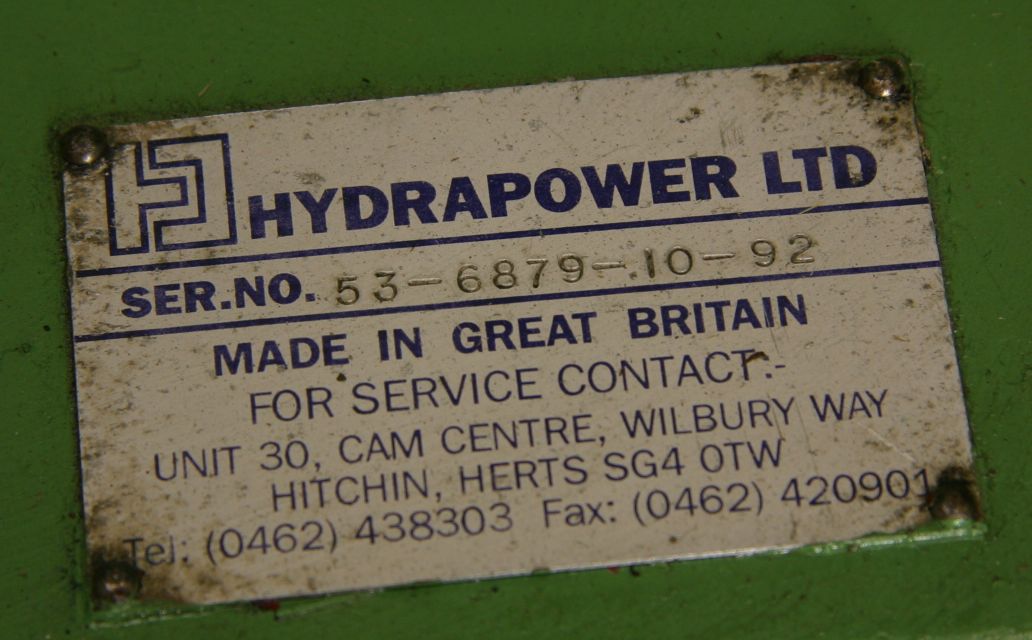 HYDRAPOWER LTD
SER.NO. 53-6879-10-92
MADE IN GREAT BRITAIN
FOR SERVICE CONTACT:-
UNIT 30, CAM CENTRE, WILBURY WAY
HITCHIN, HERTS SG4 0TW
Tel: (0462) 438303 Fax: (0462) 420901